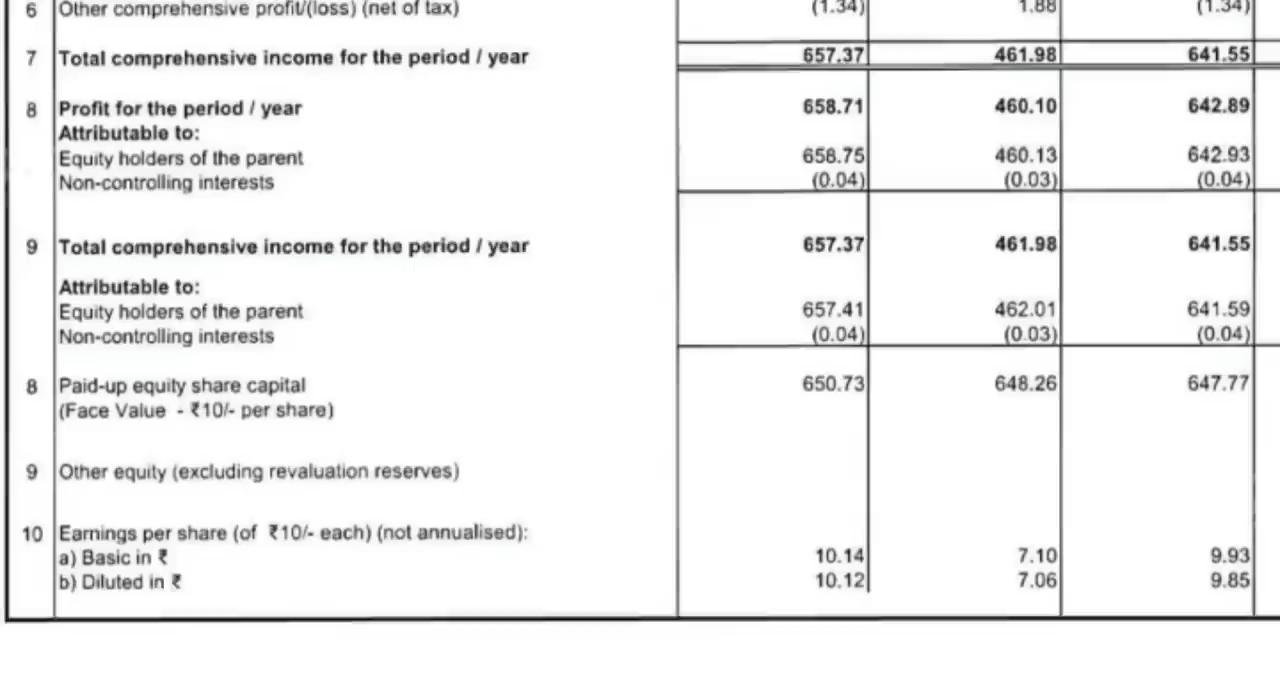 6 Other comprehensive profit/(loss) (net of tax) (1.34) 1.88 (1.34)
7 Total comprehensive income for the period / year 657.37 461.98 641.55
8 Profit for the period / year 658.71 460.10 642.89
Attributable to:
Equity holders of the parent 658.75 460.13 642.93
Non-controlling interests (0.04) (0.03) (0.04)
9 Total comprehensive income for the period / year 657.37 461.98 641.55
Attributable to:
Equity holders of the parent 657.41 462.01 641.59
Non-controlling interests (0.04) (0.03) (0.04)
8 Paid-up equity share capital 650.73 648.26 647.77
(Face Value - ₹10/- per share)
9 Other equity (excluding revaluation reserves)
10 Earnings per share (of ₹10/- each) (not annualised):
a) Basic in ₹ 10.14 7.10 9.93
b) Diluted in ₹ 10.12 7.06 9.85